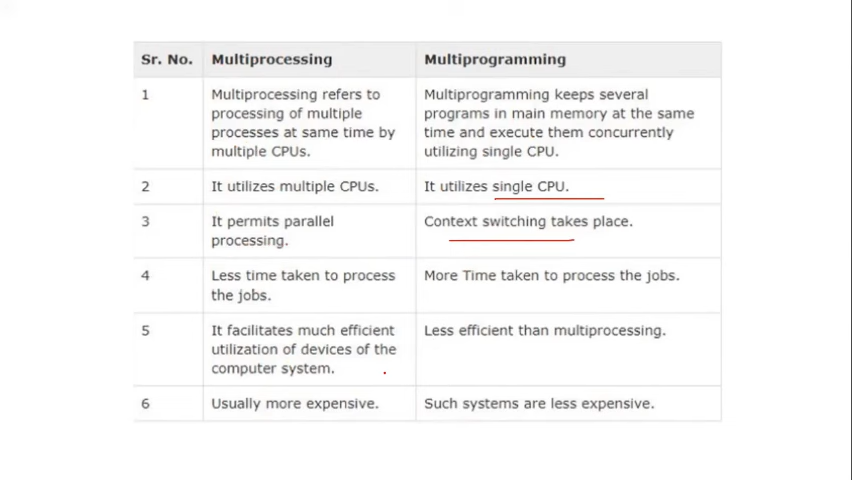 Sr. No. Multiprocessing Multiprogramming
1 Multiprocessing refers to Multiprogramming keeps several
processing of multiple programs in main memory at the same
processes at same time by time and execute them concurrently
multiple CPUs. utilizing single CPU.
2 It utilizes multiple CPUs. It utilizes single CPU.
3 It permits parallel Context switching takes place.
processing.
4 Less time taken to process More Time taken to process the jobs.
the jobs.
5 It facilitates much efficient Less efficient than multiprocessing.
utilization of devices of the
computer system.
6 Usually more expensive. Such systems are less expensive.